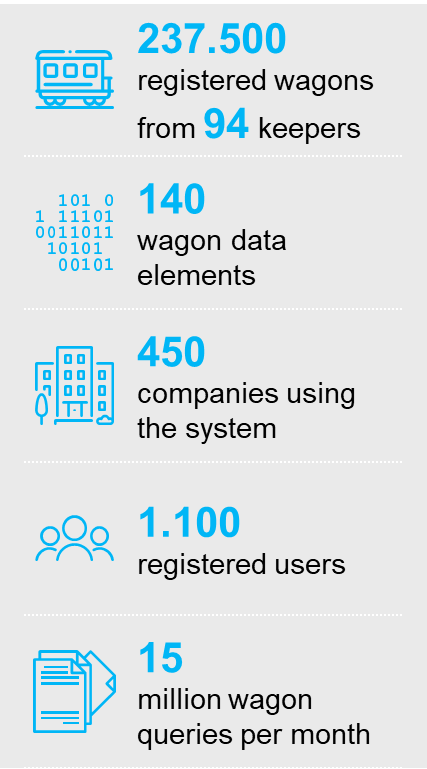 237.500
registered wagons
from 94 keepers
101 0
1 11101
0011011
10101
00101
140
wagon data
elements
450
companies using
the system
1.100
registered users
15
million wagon
queries per month